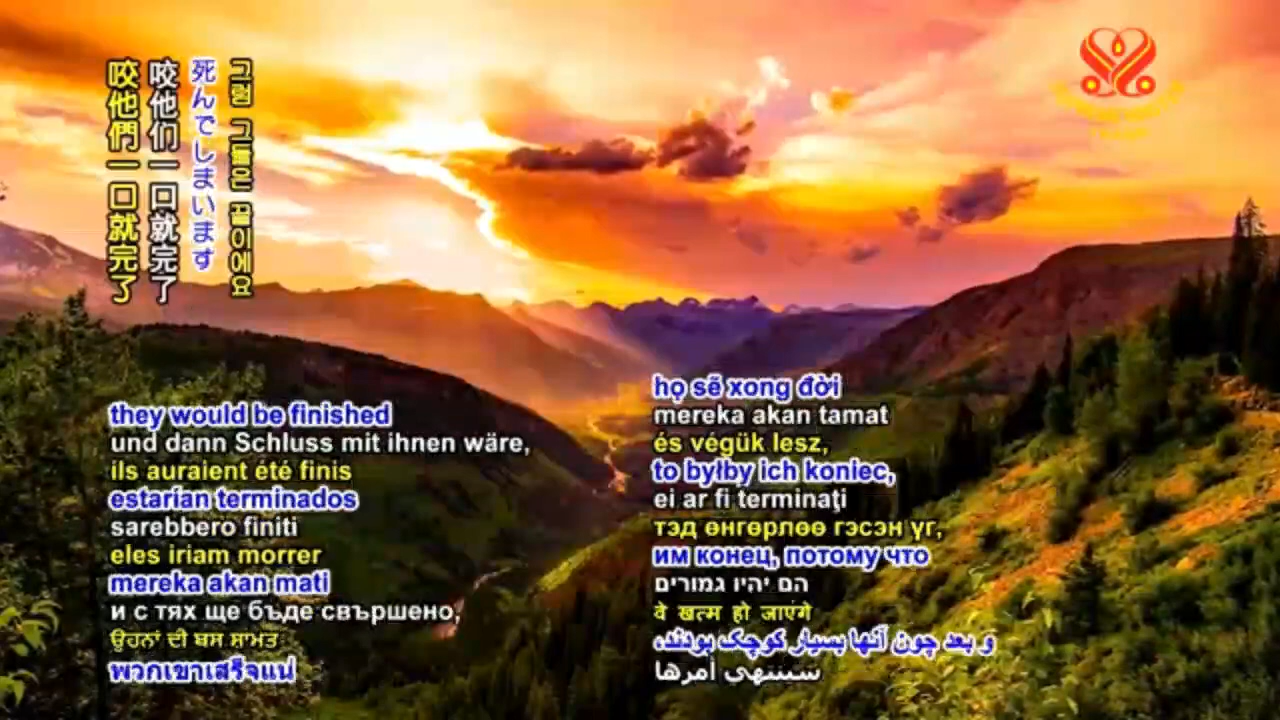 咬他們一口就完了
咬他们一口就完了
死んでしまいます
그럼 그들은 끝이에요
they would be finished
und dann Schluss mit ihnen wäre,
ils auraient été finis
estarían terminados
sarebbero finiti
eles iriam morrer
mereka akan mati
и с тях ще бъде свършено,
ਉਹਨਾਂ ਦੀ ਬਸ ਸਾਮਤ
พวกเขาเสร็จแน่
họ sẽ xong đời
mereka akan tamat
és végük lesz,
to byłby ich koniec,
ei ar fi terminaţi
тэд өнгөрлөө гэсэн үг,
им конец, потому что
הם יהיו גמורים
वे खत्म हो जाएंगे
و بعد چون آنها بسیار کوچک بودند،
سينتهي أمرها